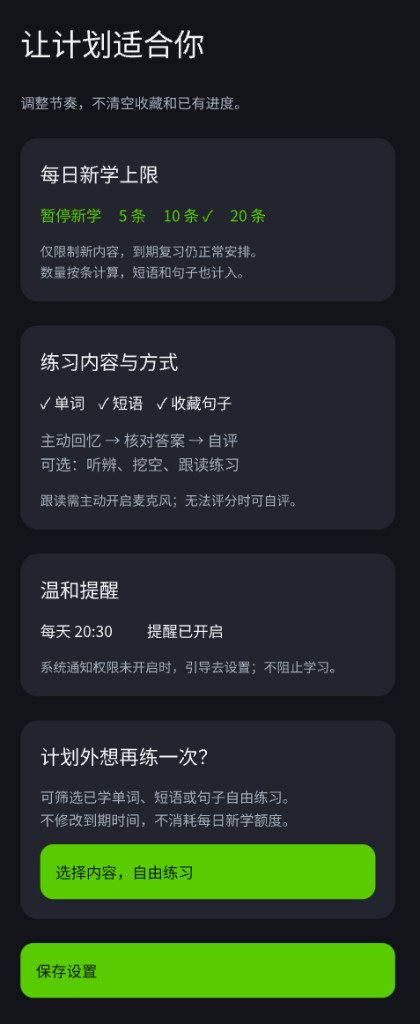 让计划适合你
调整节奏，不清空收藏和已有进度。
每日新学上限
暂停新学 5 条 10 条 ✓ 20 条
仅限制新内容，到期复习仍正常安排。
数量按条计算，短语和句子也计入。
练习内容与方式
✓ 单词 ✓ 短语 ✓ 收藏句子
主动回忆 → 核对答案 → 自评
可选：听辨、挖空、跟读练习
跟读需主动开启麦克风；无法评分时可自评。
温和提醒
每天 20:30 提醒已开启
系统通知权限未开启时，引导去设置；不阻止学习。
计划外想再练一次？
可筛选已学单词、短语或句子自由练习。
不修改到期时间，不消耗每日新学额度。
选择内容，自由练习
保存设置